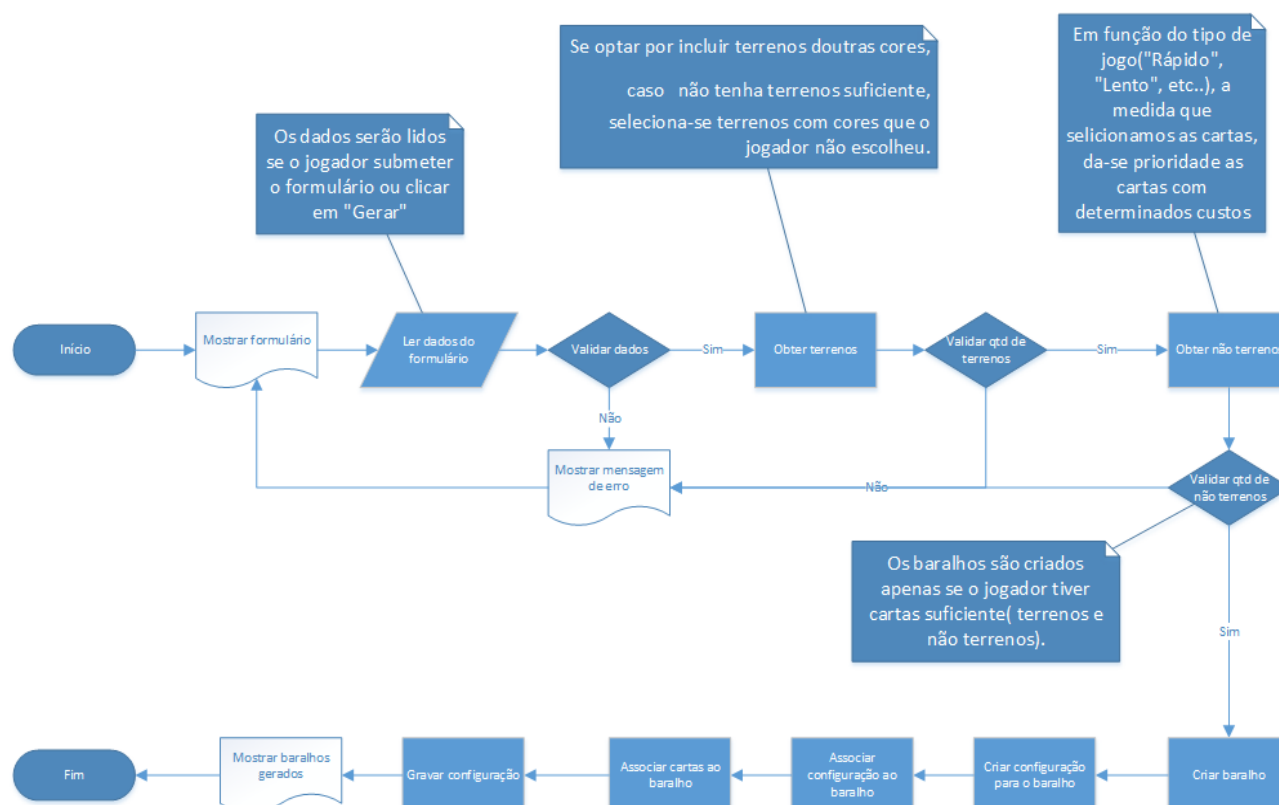 Os dados serão lidos
se o jogador submeter
o formulário ou clicar
em "Gerar"
Se optar por incluir terrenos doutras cores,
caso não tenha terrenos suficiente,
seleciona-se terrenos com cores que o
jogador não escolheu.
Em função do tipo de
jogo("Rápido",
"Lento", etc..), a
medida que
selicionamos as cartas,
da-se prioridade as
cartas com
determinados custos
Início
Mostrar formulário
Ler dados do
formulário
Validar dados
Sim
Obter terrenos
Validar qtd de
terrenos
Sim
Obter não terreno
Não
Mostrar mensagem
de erro
Não
Validar qtd de
não terrenos
Os baralhos são criados
apenas se o jogador tiver
cartas suficiente( terrenos e
não terrenos).
Sim
Fim
Mostrar baralhos
gerados
Gravar configuração
Associar cartas ao
baralho
Associar
configuração ao
baralho
Criar configuração
para o baralho
Criar baralho